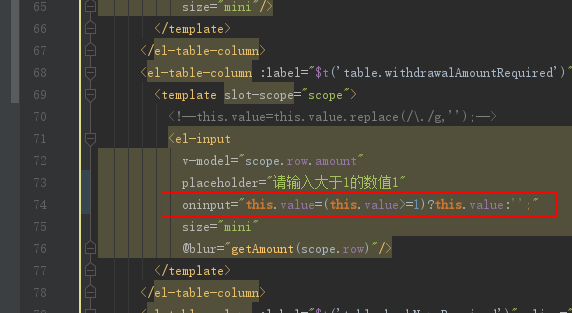 65 size="mini"/>
66 </template>
67 </el-table-column>
68 <el-table-column :label="$t('table.withdrawalAmountRequired')"
69 <template slot-scope="scope">
70 <!--this.value=this.value.replace(/\./g,'');-->
71 <el-input
72 v-model="scope.row.amount"
73 placeholder="请输入大于1的数值1"
74 oninput="this.value=(this.value>=1)?this.value:'';"
75 size="mini"
76 @blur="getAmount(scope.row)"/>
77 </template>
78 </el-table-column>